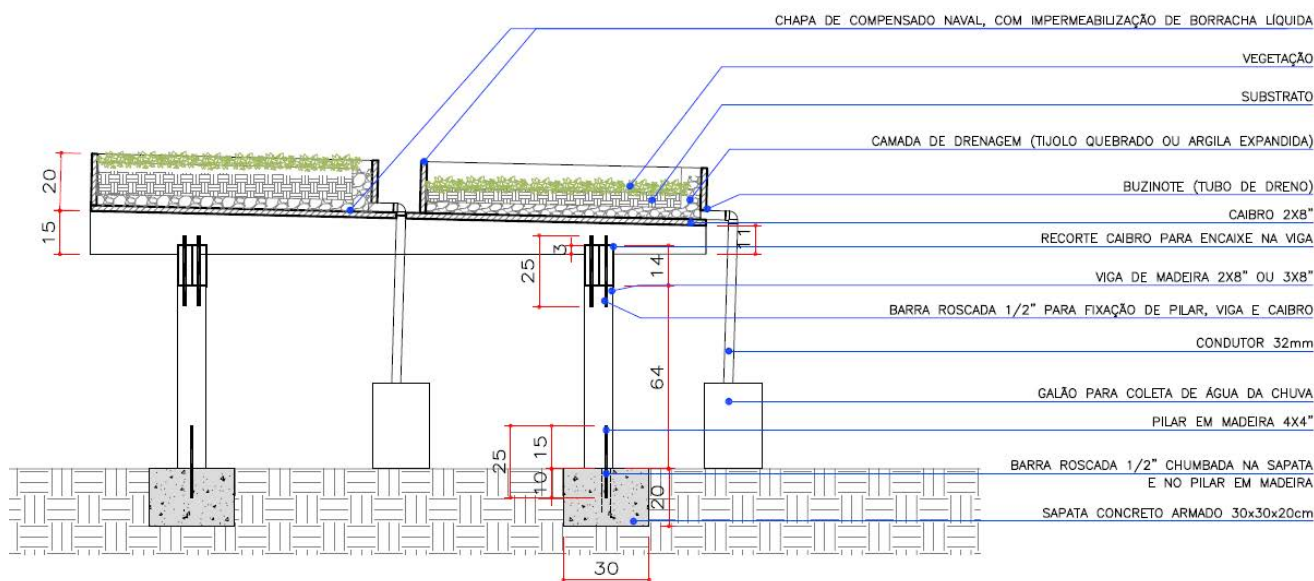 CHAPA DE COMPENSADO NAVAL, COM IMPERMEABILIZAÇÃO DE BORRACHA LÍQUIDA
VEGETAÇÃO
SUBSTRATO
CAMADA DE DRENAGEM (TIJOLO QUEBRADO OU ARGILA EXPANDIDA)
20
BUZINOTE (TUBO DE DRENO)
CAIBRO 2X8"
15
11
3
RECORTE CAIBRO PARA ENCAIXE NA VIGA
25
14
VIGA DE MADEIRA 2X8" OU 3X8"
BARRA ROSCADA 1/2" PARA FIXAÇÃO DE PILAR, VIGA E CAIBRO
CONDUTOR 32mm
64
GALÃO PARA COLETA DE ÁGUA DA CHUVA
PILAR EM MADEIRA 4X4"
15
25
BARRA ROSCADA 1/2" CHUMBADA NA SAPATA
E NO PILAR EM MADEIRA
10
20
SAPATA CONCRETO ARMADO 30x30x20cm
30